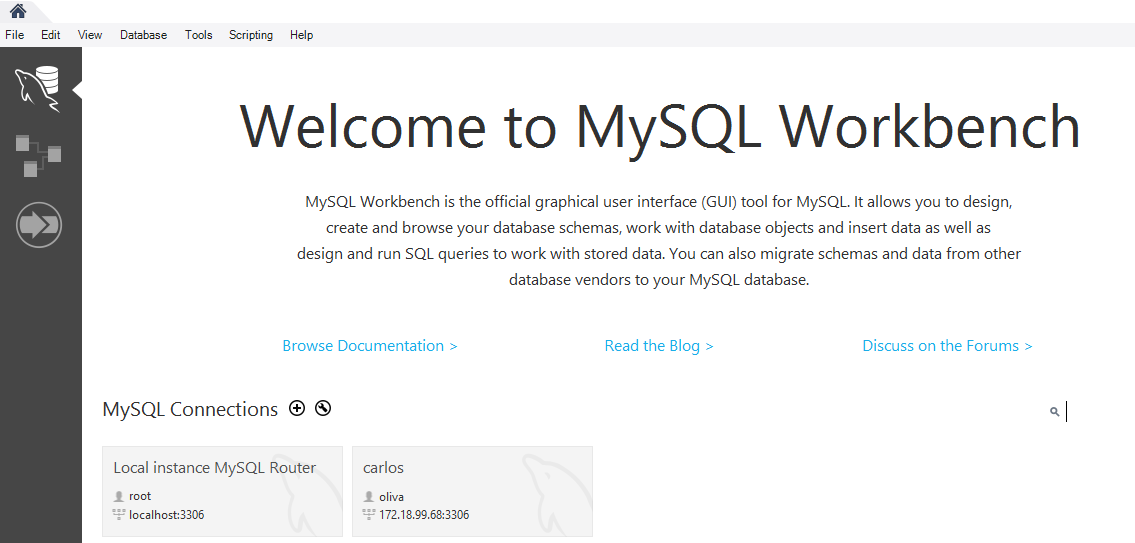 File Edit View Database Tools Scripting Help
Welcome to MySQL Workbench
MySQL Workbench is the official graphical user interface (GUI) tool for MySQL. It allows you to design,
create and browse your database schemas, work with database objects and insert data as well as
design and run SQL queries to work with stored data. You can also migrate schemas and data from other
database vendors to your MySQL database.
Browse Documentation > Read the Blog > Discuss on the Forums >
MySQL Connections
Local instance MySQL Router
root
localhost:3306
carlos
oliva
172.18.99.68:3306